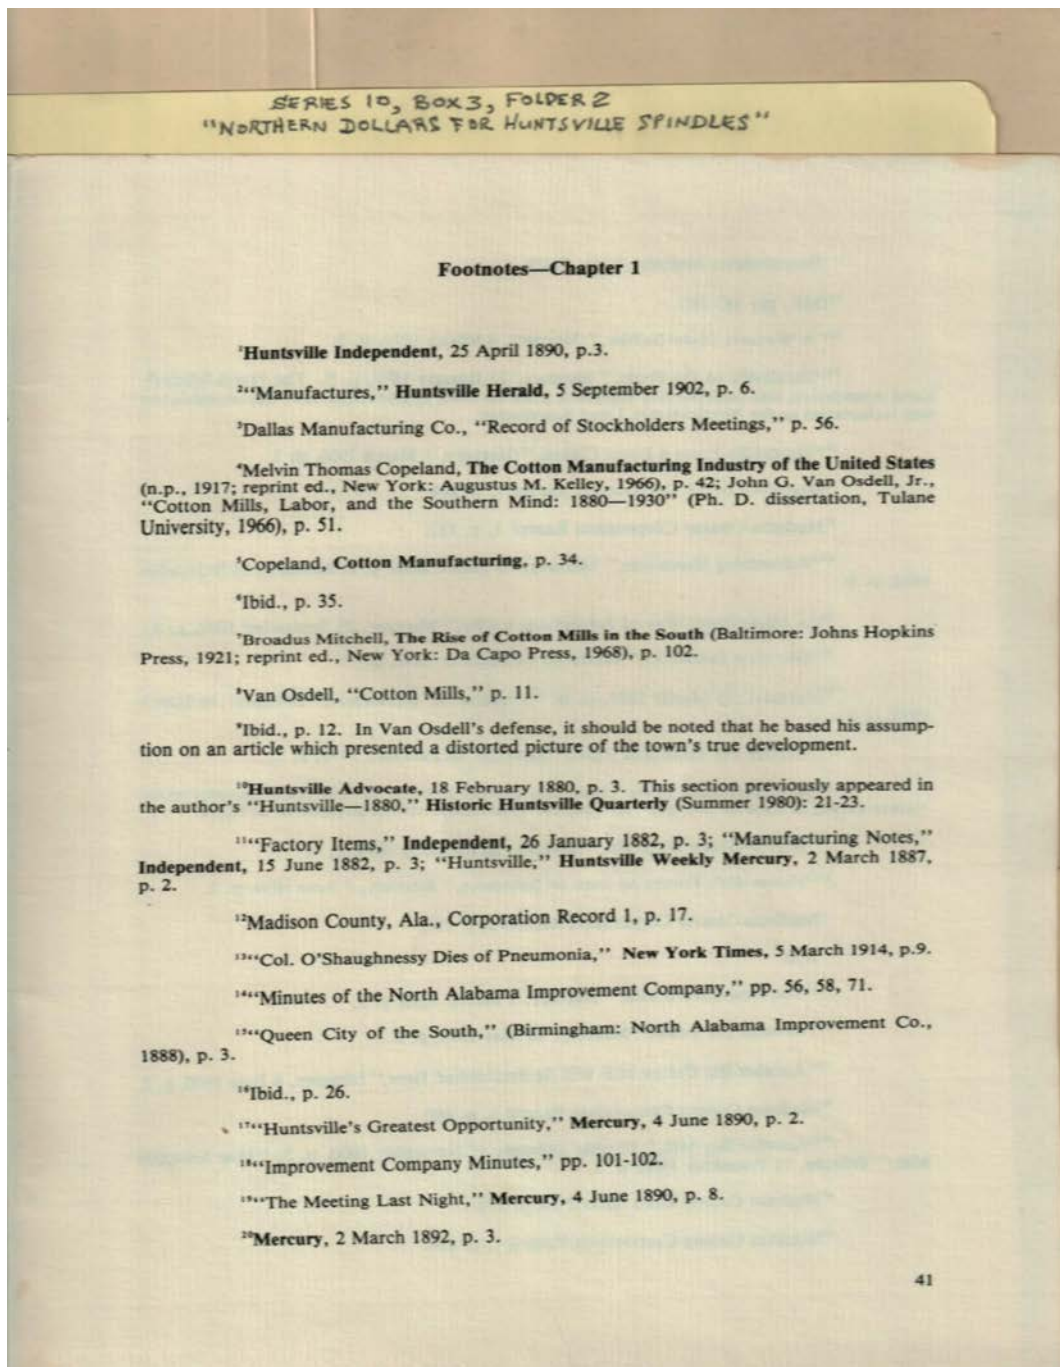 SERIES 10, BOX 3, FOLDER 2
"NORTHERN DOLLARS FOR HUNTSVILLE SPINDLES"
Footnotes—Chapter 1
¹Huntsville Independent, 25 April 1890, p.3.
²"Manufactures," Huntsville Herald, 5 September 1902, p. 6.
³Dallas Manufacturing Co., "Record of Stockholders Meetings," p. 56.
⁴Melvin Thomas Copeland, The Cotton Manufacturing Industry of the United States
(n.p., 1917; reprint ed., New York: Augustus M. Kelley, 1966), p. 42; John G. Van Osdell, Jr.,
"Cotton Mills, Labor, and the Southern Mind: 1880—1930" (Ph. D. dissertation, Tulane
University, 1966), p. 51.
⁵Copeland, Cotton Manufacturing, p. 34.
⁶Ibid., p. 35.
⁷Broadus Mitchell, The Rise of Cotton Mills in the South (Baltimore: Johns Hopkins
Press, 1921; reprint ed., New York: Da Capo Press, 1968), p. 102.
⁸Van Osdell, "Cotton Mills," p. 11.
⁹Ibid., p. 12. In Van Osdell's defense, it should be noted that he based his assump-
tion on an article which presented a distorted picture of the town's true development.
¹⁰Huntsville Advocate, 18 February 1880, p. 3. This section previously appeared in
the author's "Huntsville—1880," Historic Huntsville Quarterly (Summer 1980): 21-23.
¹¹"Factory Items," Independent, 26 January 1882, p. 3; "Manufacturing Notes,"
Independent, 15 June 1882, p. 3; "Huntsville," Huntsville Weekly Mercury, 2 March 1887,
p. 2.
¹²Madison County, Ala., Corporation Record 1, p. 17.
¹³"Col. O'Shaughnessy Dies of Pneumonia," New York Times, 5 March 1914, p.9.
¹⁴"Minutes of the North Alabama Improvement Company," pp. 56, 58, 71.
¹⁵"Queen City of the South," (Birmingham: North Alabama Improvement Co.,
1888), p. 3.
¹⁶Ibid., p. 26.
¹⁷"Huntsville's Greatest Opportunity," Mercury, 4 June 1890, p. 2.
¹⁸"Improvement Company Minutes," pp. 101-102.
¹⁹"The Meeting Last Night," Mercury, 4 June 1890, p. 8.
²⁰Mercury, 2 March 1892, p. 3.
41